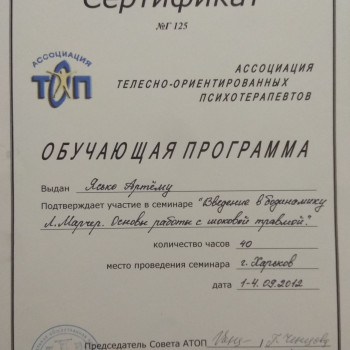 Сертификат
№Г 125
АССОЦИАЦИЯ
ТОП
АССОЦИАЦИЯ
ТЕЛЕСНО-ОРИЕНТИРОВАННЫХ
ПСИХОТЕРАПЕВТОВ
ОБУЧАЮЩАЯ ПРОГРАММА
Выдан Ясько Артёму
Подтверждает участие в семинаре "Введение в бодинамику
Л. Марчер. Основы работы с шоковой травмой."
количество часов 40
место проведения семинара г. Харьков
дата 1-4.09.2012
Председатель Совета АТОП